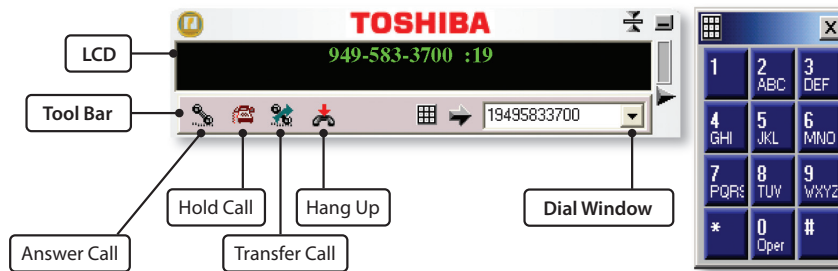 TOSHIBA
LCD
949-583-3700 :19
Tool Bar
19495833700
Hold Call
Hang Up
Dial Window
Answer Call
Transfer Call
X
1
2
3
ABC
DEF
4
5
6
GHI
JKL
MNO
7
8
9
PQRS
TUV
WXYZ
*
0
#
Oper